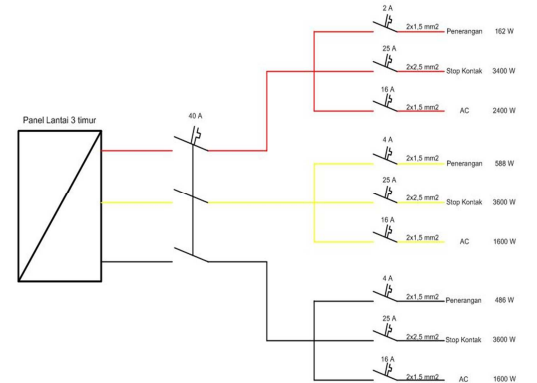 2 A
2x1,5 mm2 Penerangan 162 W
25 A
2x2,5 mm2 Stop Kontak 3400 W
16 A
2x1,5 mm2 AC 2400 W
Panel Lantai 3 timur
40 A
4 A
2x1,5 mm2 Penerangan 588 W
25 A
2x2,5 mm2 Stop Kontak 3600 W
16 A
2x1,5 mm2 AC 1600 W
4 A
2x1,5 mm2 Penerangan 486 W
25 A
2x2,5 mm2 Stop Kontak 3600 W
16 A
2x1,5 mm2 AC 1600 W